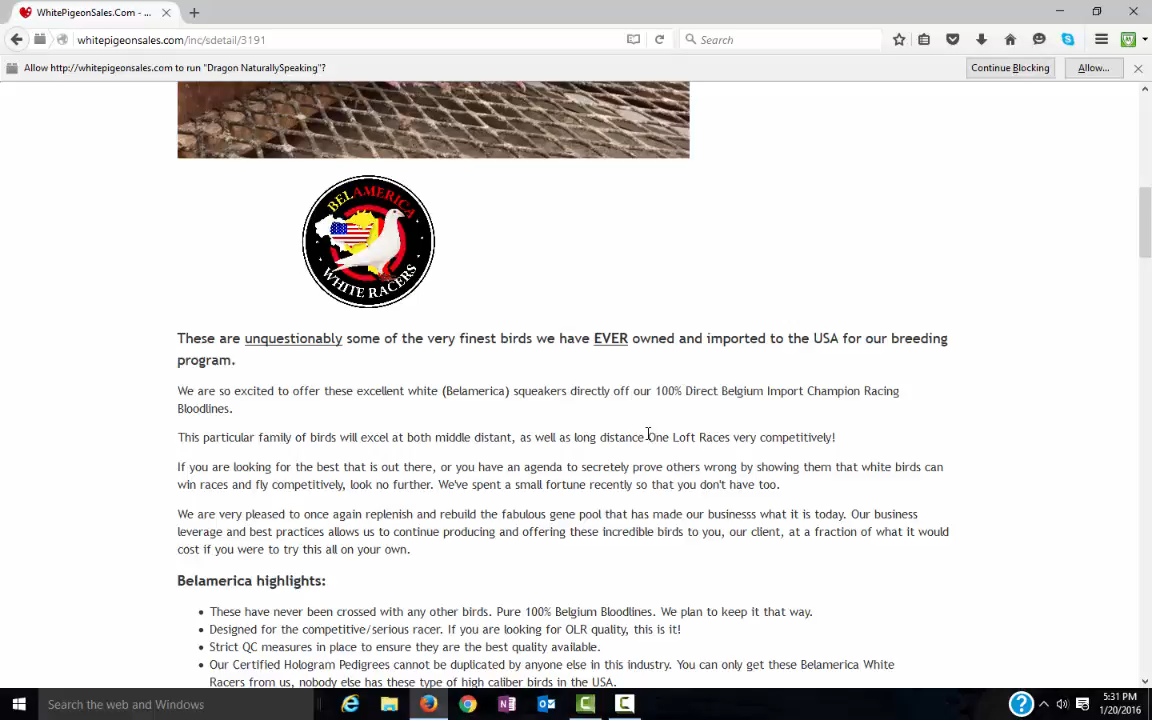 WhitePigeonSales.Com - ...
whitepigeonsales.com/inc/sdetail/3191
Search
Allow http://whitepigeonsales.com to run "Dragon NaturallySpeaking"?
Continue Blocking
Allow...
BELAMERICA
WHITE RACERS
These are unquestionably some of the very finest birds we have EVER owned and imported to the USA for our breeding
program.
We are so excited to offer these excellent white (Belamerica) squeakers directly off our 100% Direct Belgium Import Champion Racing
Bloodlines.
This particular family of birds will excel at both middle distant, as well as long distance One Loft Races very competitively!
If you are looking for the best that is out there, or you have an agenda to secretely prove others wrong by showing them that white birds can
win races and fly competitively, look no further. We've spent a small fortune recently so that you don't have too.
We are very pleased to once again replenish and rebuild the fabulous gene pool that has made our businesss what it is today. Our business
leverage and best practices allows us to continue producing and offering these incredible birds to you, our client, at a fraction of what it would
cost if you were to try this all on your own.
Belamerica highlights:
These have never been crossed with any other birds. Pure 100% Belgium Bloodlines. We plan to keep it that way.
Designed for the competitive/serious racer. If you are looking for OLR quality, this is it!
Strict QC measures in place to ensure they are the best quality available.
Our Certified Hologram Pedigrees cannot be duplicated by anyone else in this industry. You can only get these Belamerica White
Racers from us, nobody else has these type of high caliber birds in the USA.
Search the web and Windows
5:31 PM
1/20/2016